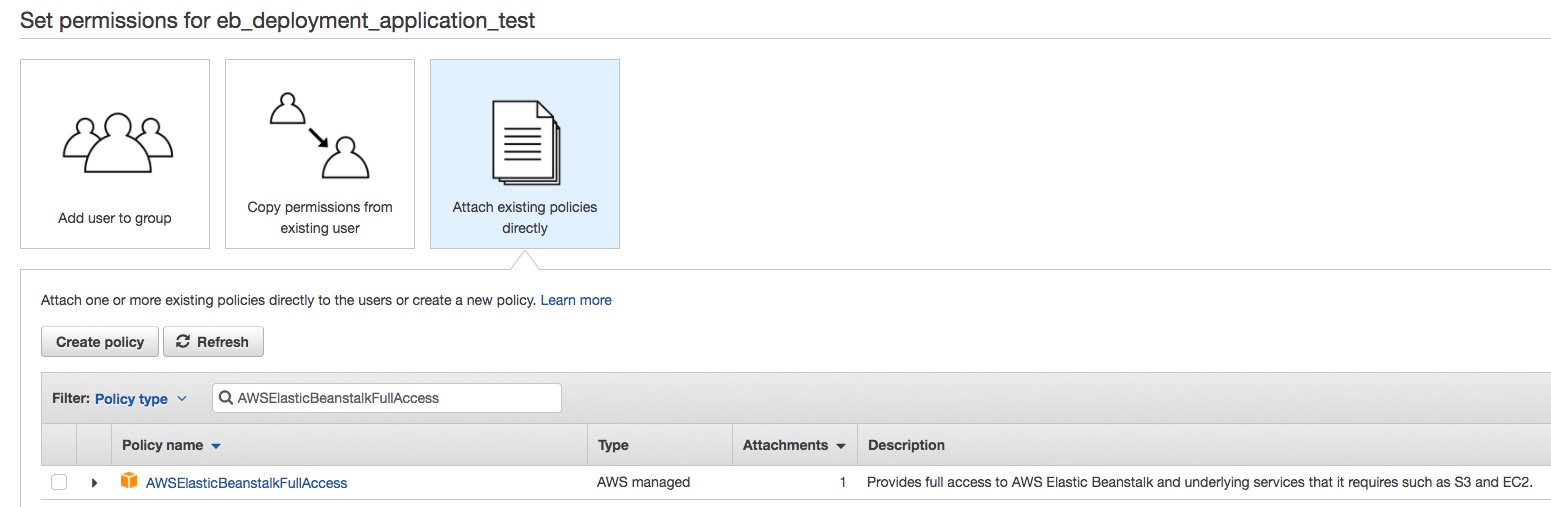 Set permissions for eb_deployment_application_test
Add user to group
Copy permissions from
existing user
Attach existing policies
directly
Attach one or more existing policies directly to the users or create a new policy. Learn more
Create policy Refresh
Filter: Policy type AWSElasticBeanstalkFullAccess
Policy name Type Attachments Description
AWSElasticBeanstalkFullAccess AWS managed 1 Provides full access to AWS Elastic Beanstalk and underlying services that it requires such as S3 and EC2.